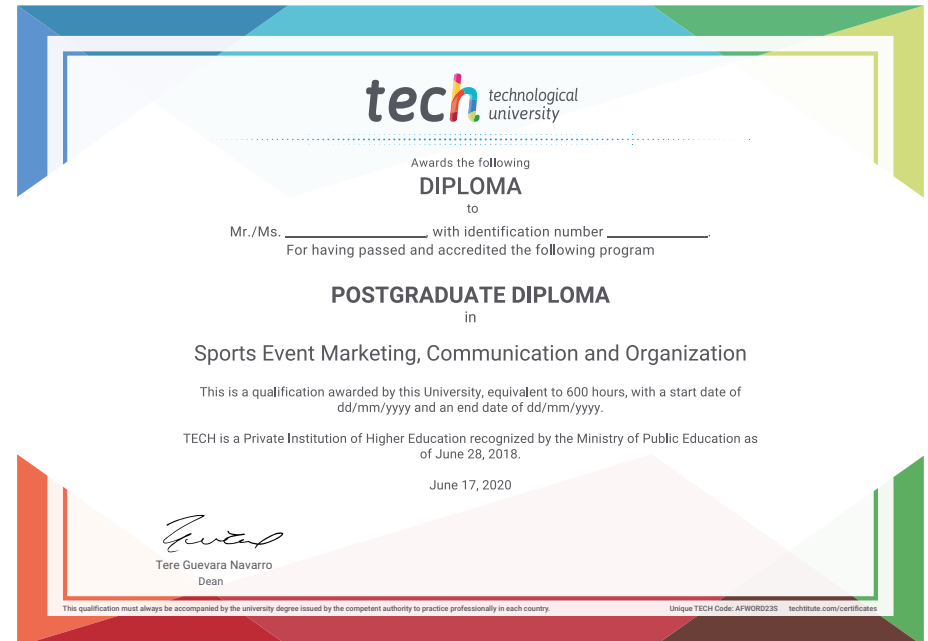 tech technological
university
Awards the following
DIPLOMA
to
Mr./Ms. ____________, with identification number ____________.
For having passed and accredited the following program
POSTGRADUATE DIPLOMA
in
Sports Event Marketing, Communication and Organization
This is a qualification awarded by this University, equivalent to 600 hours, with a start date of
dd/mm/yyyy and an end date of dd/mm/yyyy.
TECH is a Private Institution of Higher Education recognized by the Ministry of Public Education as
of June 28, 2018.
June 17, 2020
Tere Guevara Navarro
Dean
This qualification must always be accompanied by the university degree issued by the competent authority to practice professionally in each country.
Unique TECH Code: AFWORD23S techtitute.com/certificates